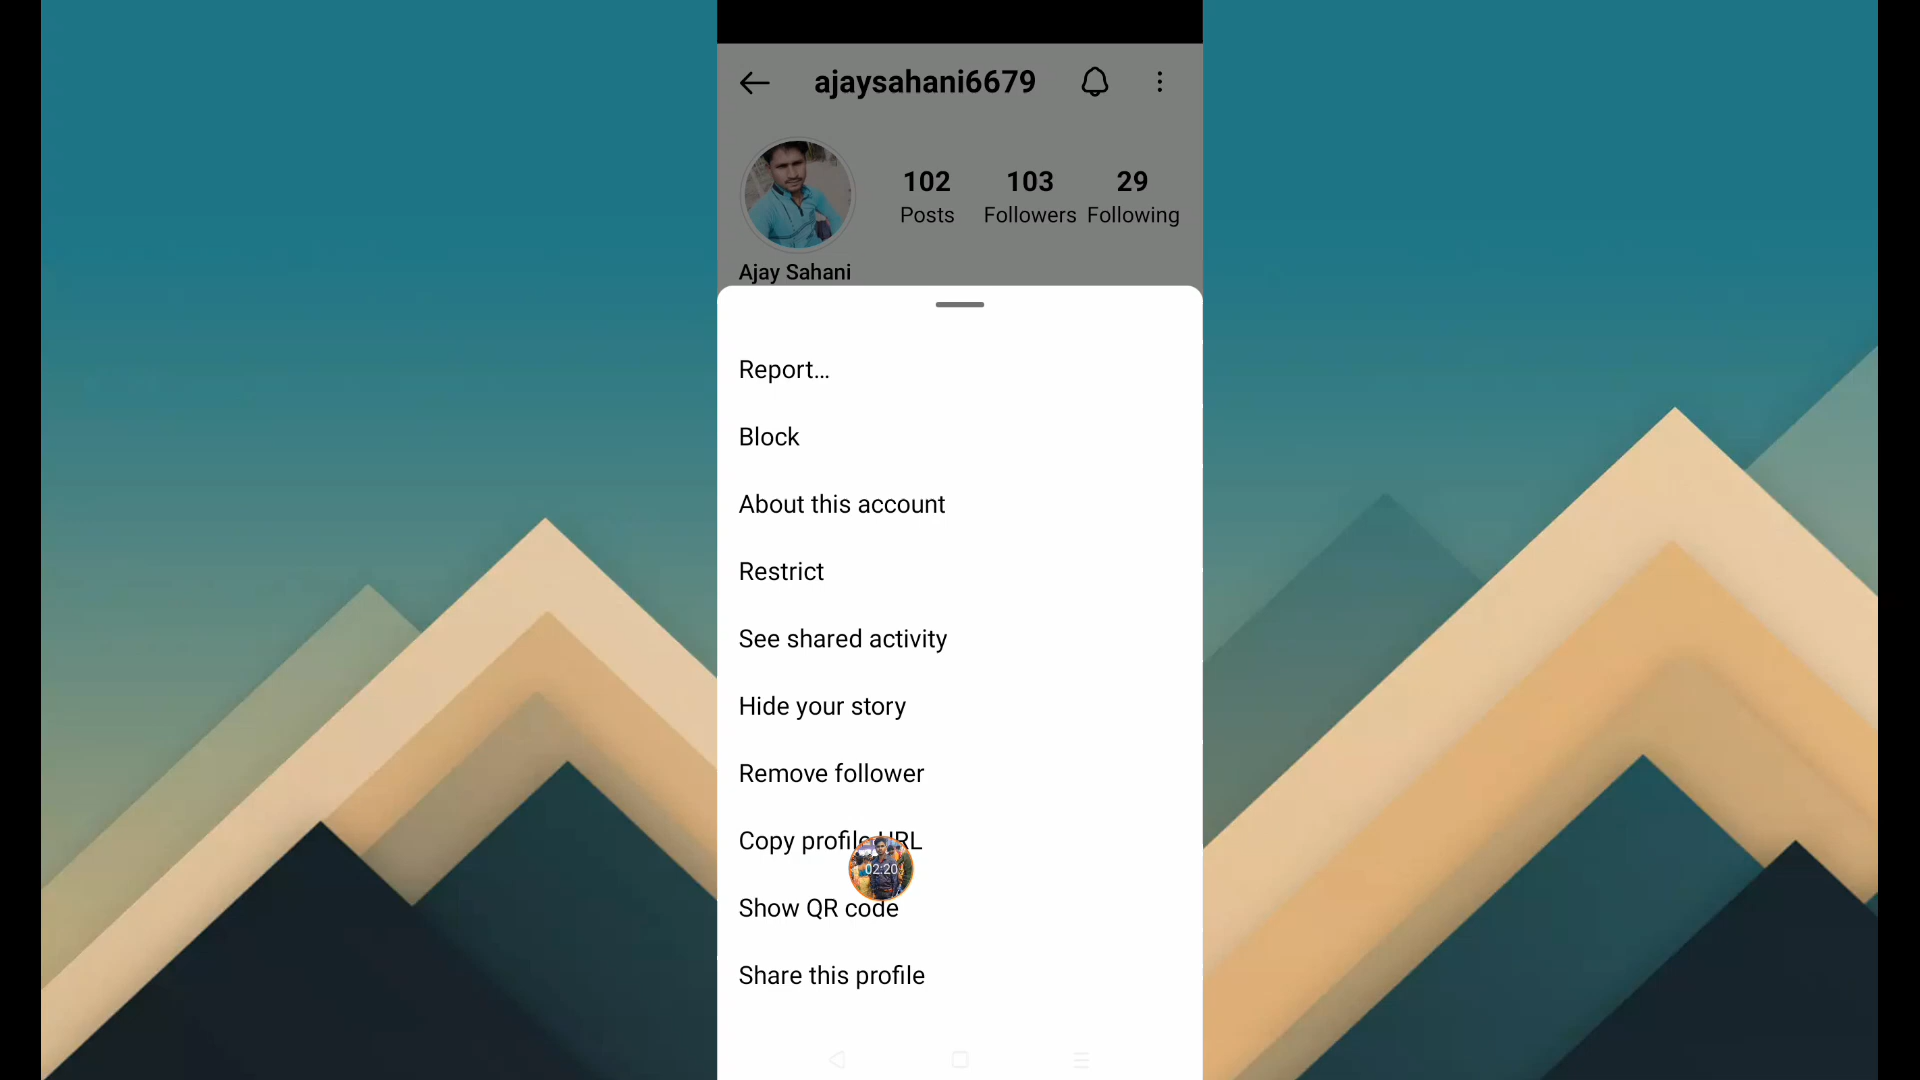 ajaysahani6679
102 103 29
Posts Followers Following
Ajay Sahani
Report...
Block
About this account
Restrict
See shared activity
Hide your story
Remove follower
Copy profile URL
02:20
Show QR code
Share this profile